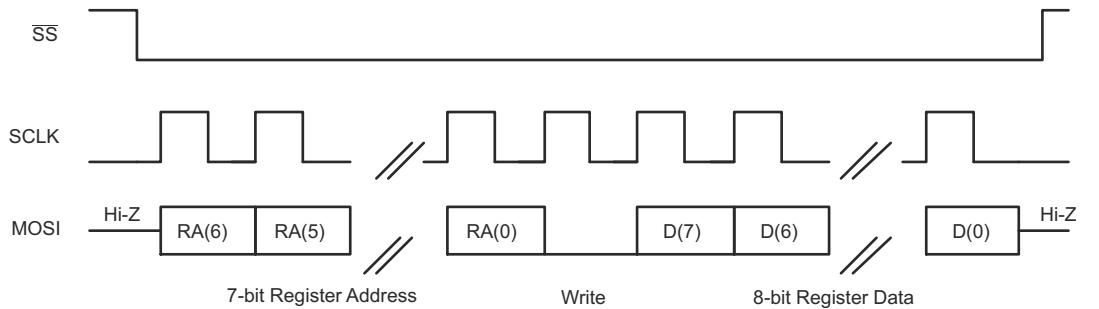 SS
SCLK
MOSI Hi-Z RA(6) RA(5) RA(0) D(7) D(6) D(0) Hi-Z
7-bit Register Address Write 8-bit Register Data